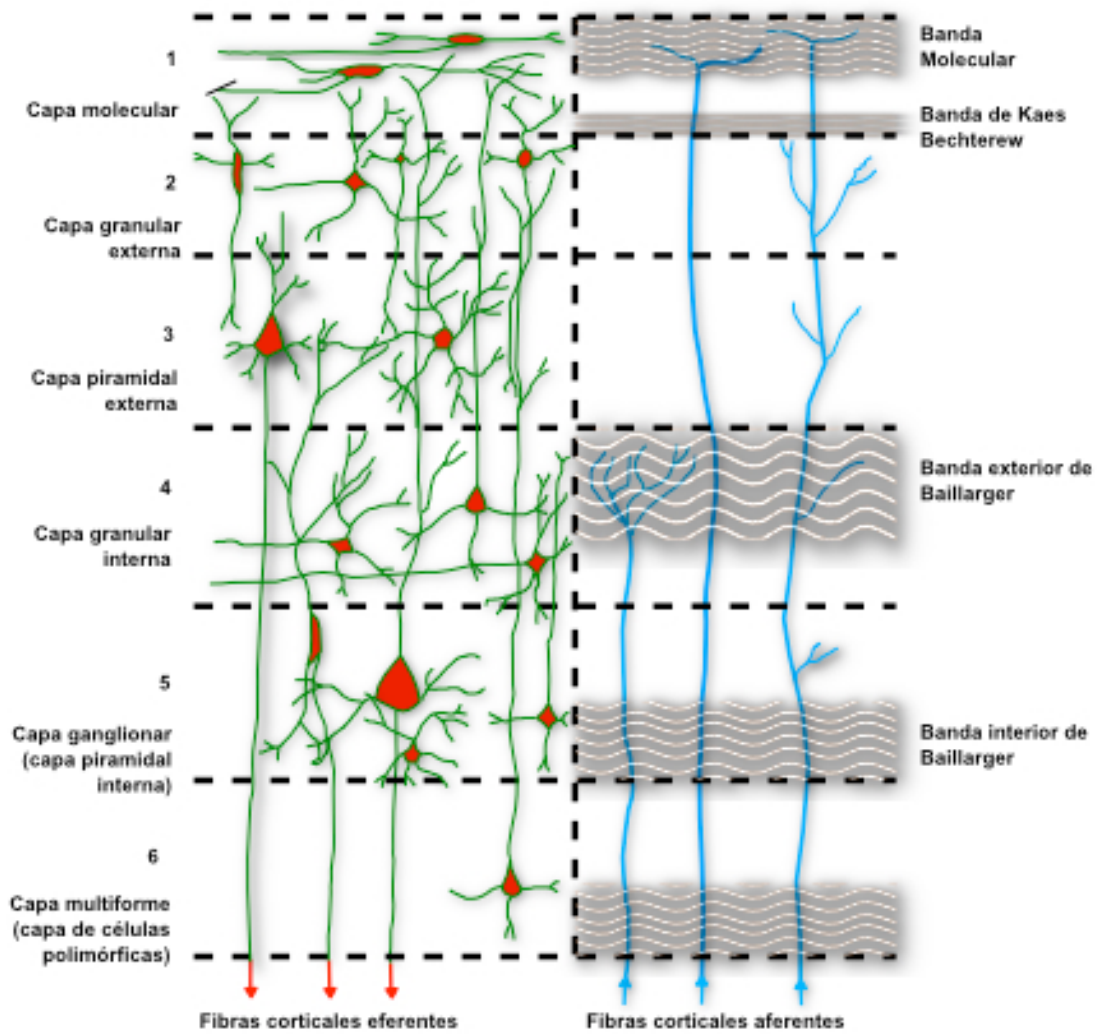 1
Capa molecular
2
Capa granular
externa
3
Capa piramidal
externa
4
Capa granular
interna
5
Capa ganglionar
(capa piramidal
interna)
6
Capa multiforme
(capa de células
polimórficas)
Banda
Molecular
Banda de Kaes
Bechterew
Banda exterior de
Baillarger
Banda interior de
Baillarger
Fibras corticales eferentes
Fibras corticales aferentes